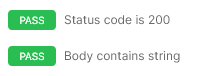 PASS Status code is 200
PASS Body contains string